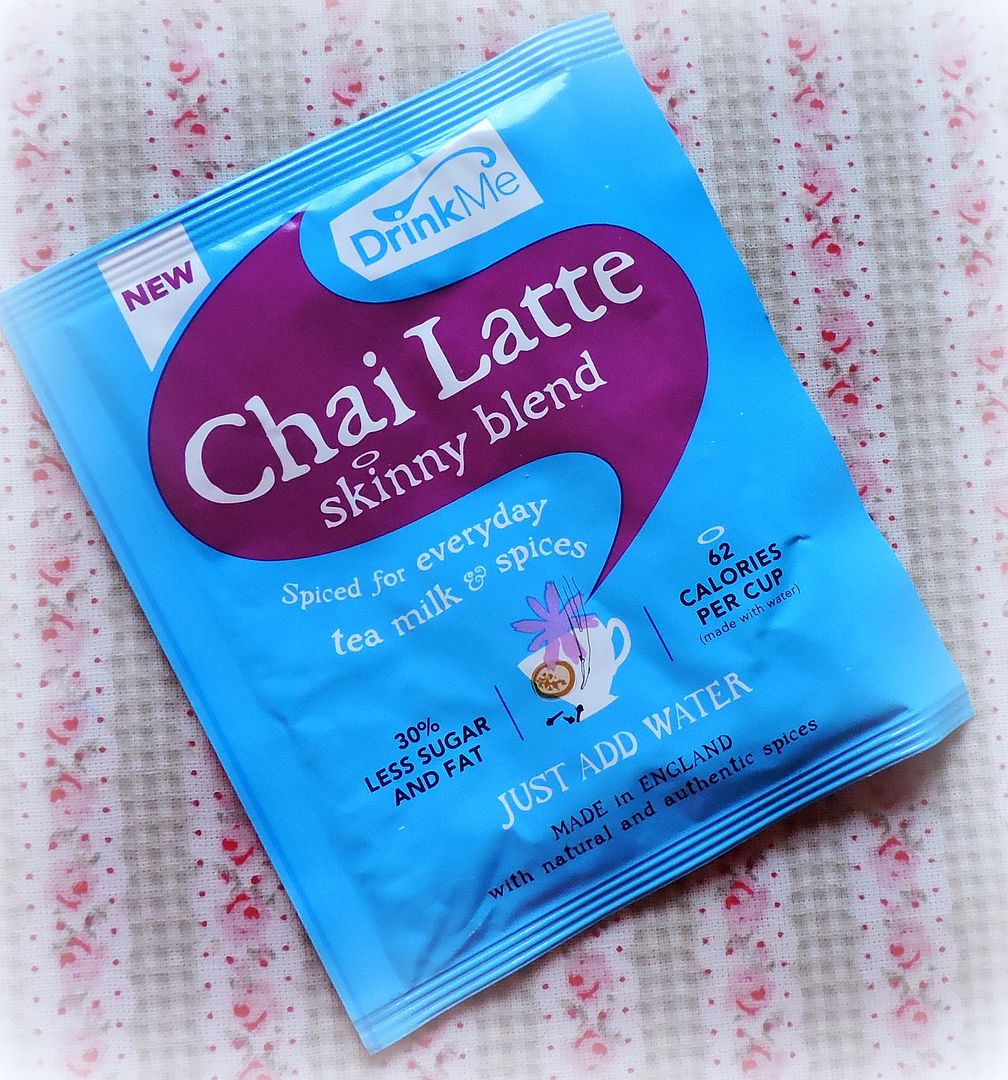 DrinkMe
NEW
Chai Latte
skinny blend
Spiced for everyday
tea milk & spices
62
CALORIES
PER CUP
(made with water)
30%
LESS SUGAR
AND FAT
JUST ADD WATER
MADE in ENGLAND
with natural and authentic spices